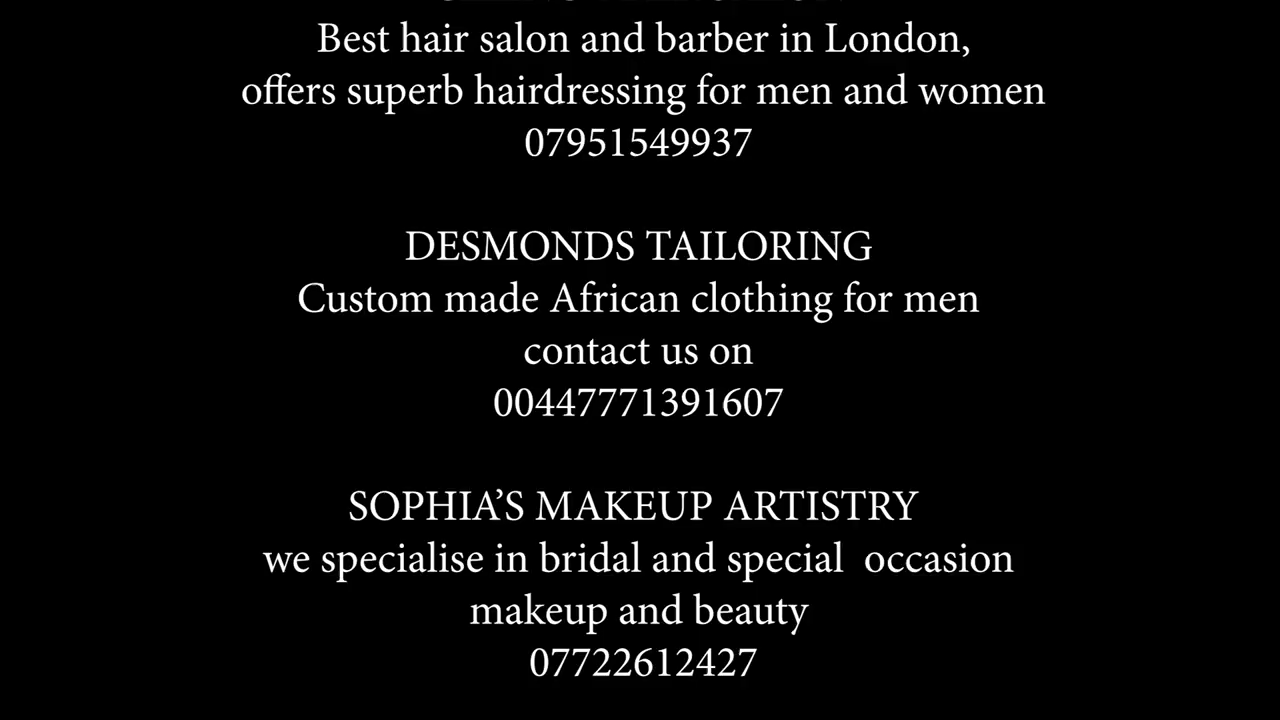 Best hair salon and barber in London,
offers superb hairdressing for men and women
07951549937
DESMONDS TAILORING
Custom made African clothing for men
contact us on
00447771391607
SOPHIA’S MAKEUP ARTISTRY
we specialise in bridal and special  occasion
makeup and beauty
07722612427